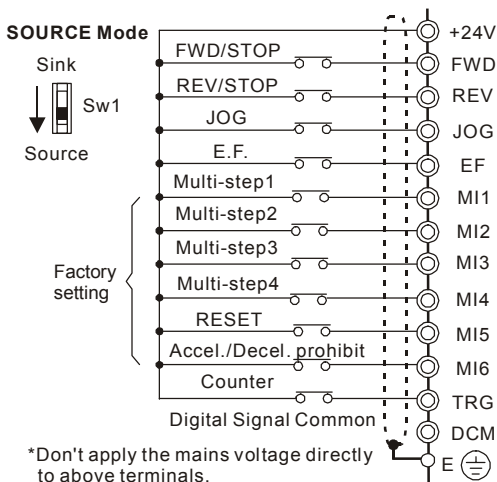 SOURCE Mode
Sink
Sw1
Source
Factory
setting
FWD/STOP
REV/STOP
JOG
E.F.
Multi-step1
Multi-step2
Multi-step3
Multi-step4
RESET
Accel./Decel. prohibit
Counter
Digital Signal Common
+24V
FWD
REV
JOG
EF
MI1
MI2
MI3
MI4
MI5
MI6
TRG
DCM
E
*Don't apply the mains voltage directly
to above terminals.